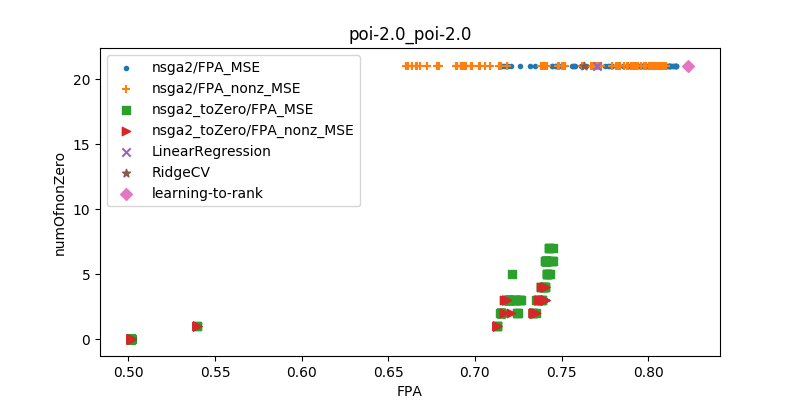 poi-2.0_poi-2.0
nsga2/FPA_MSE
nsga2/FPA_nonz_MSE
nsga2_toZero/FPA_MSE
nsga2_toZero/FPA_nonz_MSE
LinearRegression
RidgeCV
learning-to-rank
numOfnonZero
20
15
10
5
0
0.50 0.55 0.60 0.65 0.70 0.75 0.80
FPA